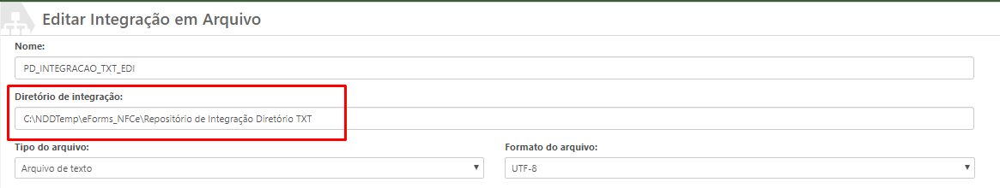 Editar Integração em Arquivo
Nome:
PD_INTEGRACAO_TXT_EDI
Diretório de integração:
C:\NDDTemp\eForms_NFCe\Repositório de Integração Diretório TXT
Tipo do arquivo:
Formato do arquivo:
Arquivo de texto
UTF-8